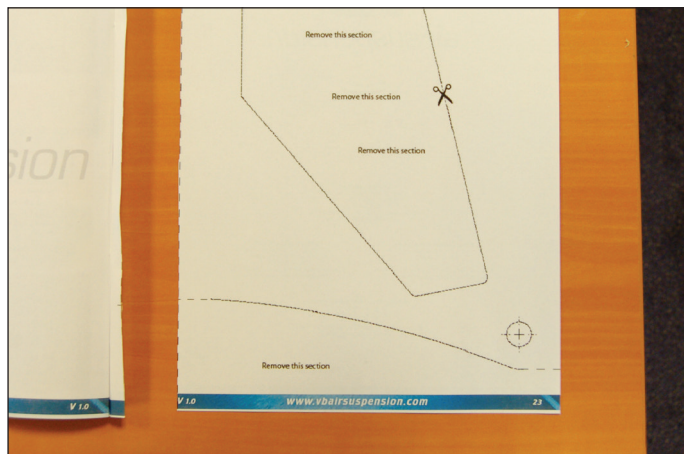 Remove this section
Remove this section
Remove this section
sion
Remove this section
V 1.0
V 1.0
www.vbairsuspension.com
23